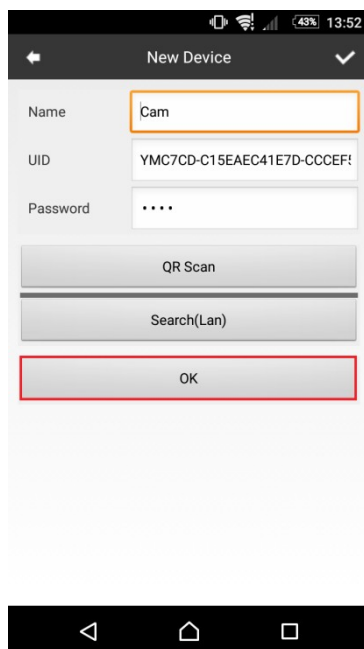 43% 13:52
New Device
Name Cam
UID YMC7CD-C15EAEC41E7D-CCCEF
Password ••••
QR Scan
Search(Lan)
OK